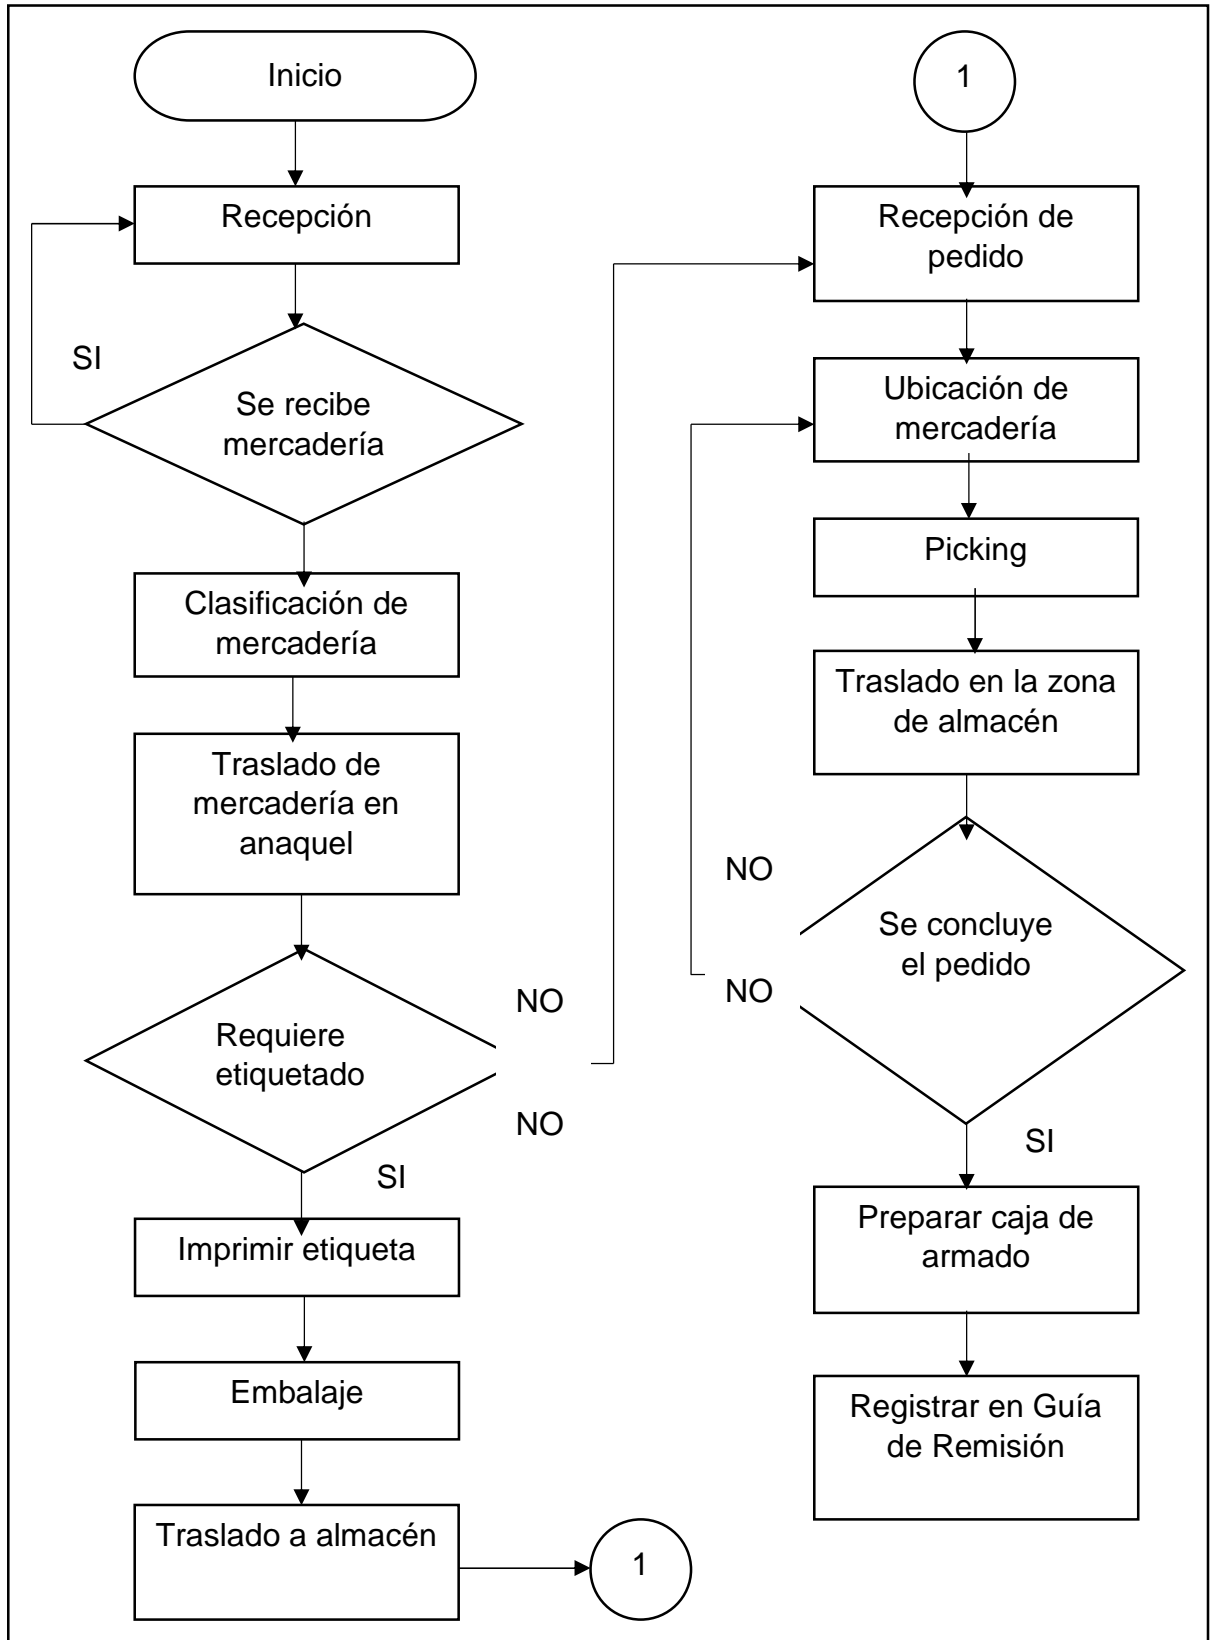 Inicio
Recepción
SI
Se recibe
mercadería
Clasificación de
mercadería
Traslado de
mercadería en
anaquel
NO
Requiere
etiquetado
NO
SI
Imprimir etiqueta
Embalaje
Traslado a almacén
1
1
Recepción de
pedido
Ubicación de
mercadería
Picking
Traslado en la zona
de almacén
NO
Se concluye
el pedido
NO
SI
Preparar caja de
armado
Registrar en Guía
de Remisión